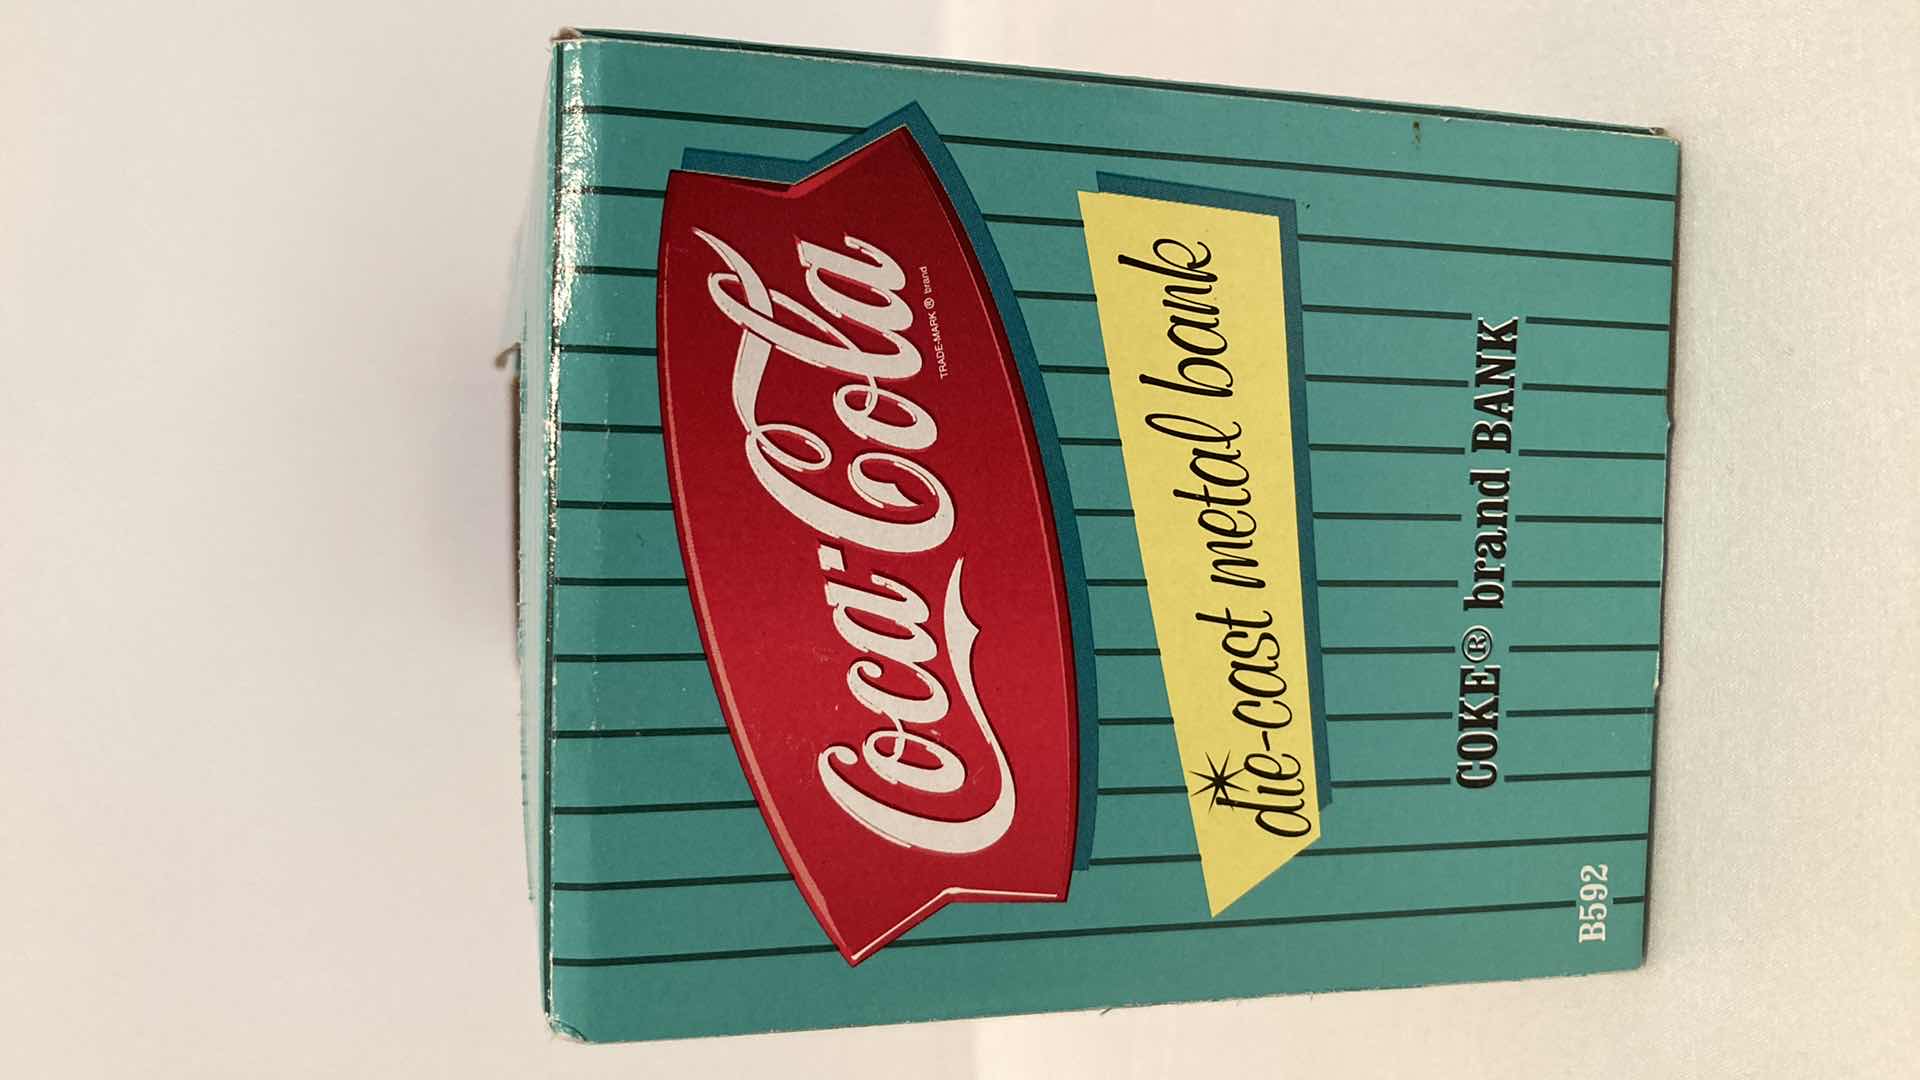 Coca-Cola
TRADE-MARK ® brand
die-cast metal bank
COKE® brand BANK
B592